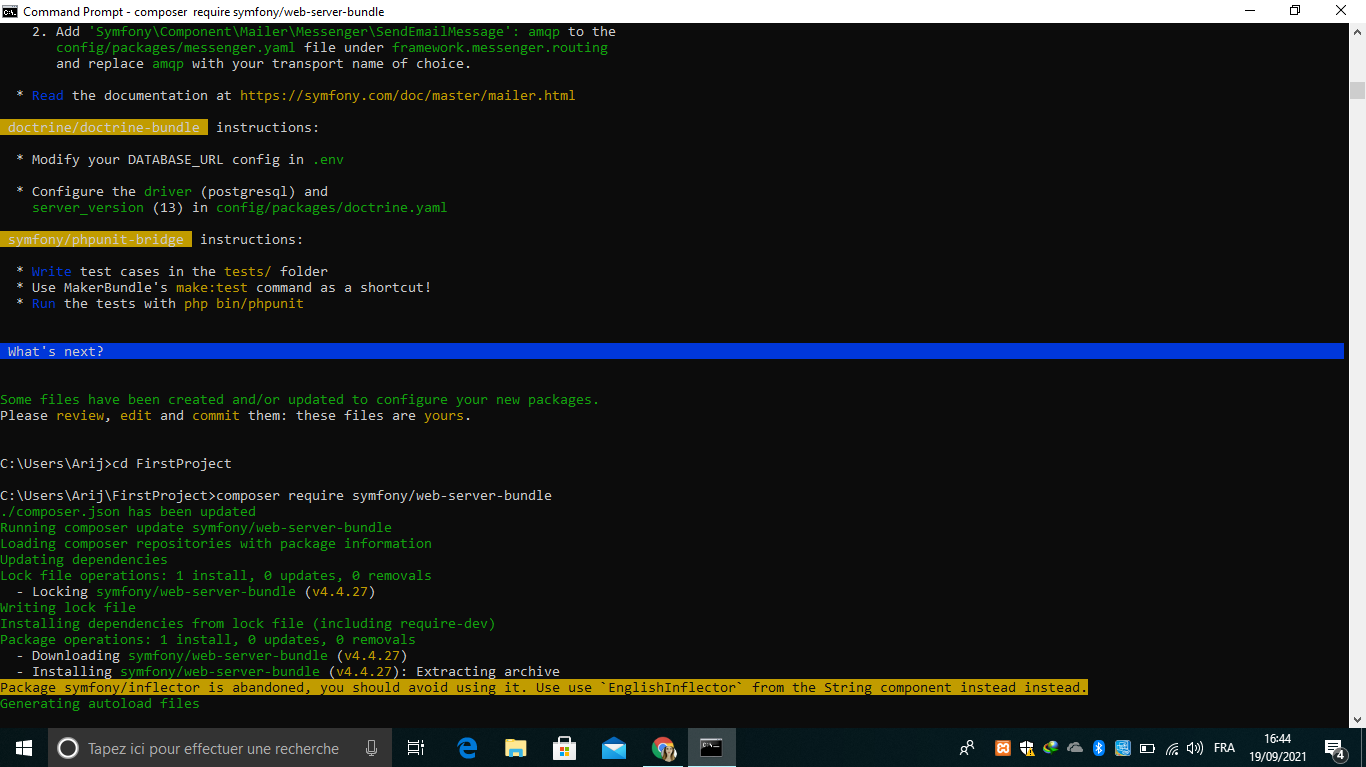 Command Prompt - composer  require symfony/web-server-bundle
2. Add 'Symfony\Component\Mailer\Messenger\SendEmailMessage': amqp to the
config/packages/messenger.yaml file under framework.messenger.routing
and replace amqp with your transport name of choice.
* Read the documentation at https://symfony.com/doc/master/mailer.html
doctrine/doctrine-bundle  instructions:
* Modify your DATABASE_URL config in .env
* Configure the driver (postgresql) and
server_version (13) in config/packages/doctrine.yaml
symfony/phpunit-bridge  instructions:
* Write test cases in the tests/ folder
* Use MakerBundle's make:test command as a shortcut!
* Run the tests with php bin/phpunit
What's next?
Some files have been created and/or updated to configure your new packages.
Please review, edit and commit them: these files are yours.
C:\Users\Arij>cd FirstProject
C:\Users\Arij\FirstProject>composer require symfony/web-server-bundle
./composer.json has been updated
Running composer update symfony/web-server-bundle
Loading composer repositories with package information
Updating dependencies
Lock file operations: 1 install, 0 updates, 0 removals
- Locking symfony/web-server-bundle (v4.4.27)
Writing lock file
Installing dependencies from lock file (including require-dev)
Package operations: 1 install, 0 updates, 0 removals
- Downloading symfony/web-server-bundle (v4.4.27)
- Installing symfony/web-server-bundle (v4.4.27): Extracting archive
Package symfony/inflector is abandoned, you should avoid using it. Use use `EnglishInflector` from the String component instead instead.
Generating autoload files
Tapez ici pour effectuer une recherche
FRA
16:44
19/09/2021
4